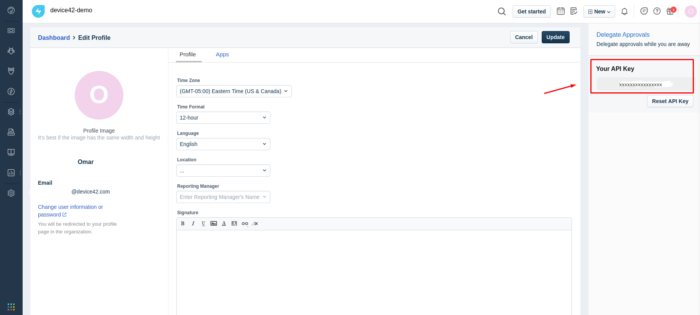 device42-demo
Get started
New
Dashboard > Edit Profile
Cancel
Update
Profile
Apps
O
Profile Image
It's best if the image has the same width and height
Omar
Email
@device42.com
Change user information or
password
You will be redirected to your profile
page in the organization.
Time Zone
(GMT-05:00) Eastern Time (US & Canada)
Time Format
12-hour
Language
English
Location
...
Reporting Manager
Enter Reporting Manager's Name
Signature
B I U A
Delegate Approvals
Delegate approvals while you are away
Your API Key
Reset API Key